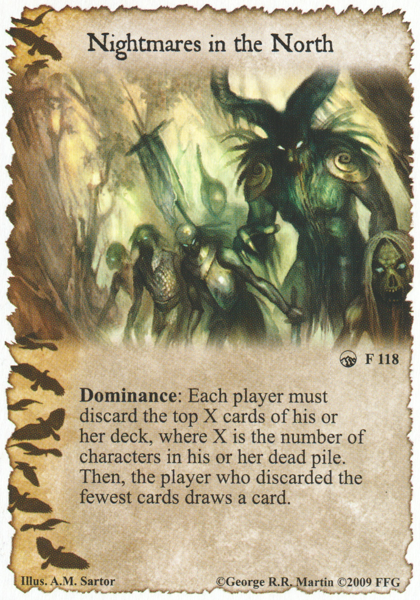 Nightmares in the North
F 118
Dominance: Each player must
discard the top X cards of his or
her deck, where X is the number of
characters in his or her dead pile.
Then, the player who discarded the
fewest cards draws a card.
Illus. A.M. Sartor ©George R.R. Martin ©2009 FFG